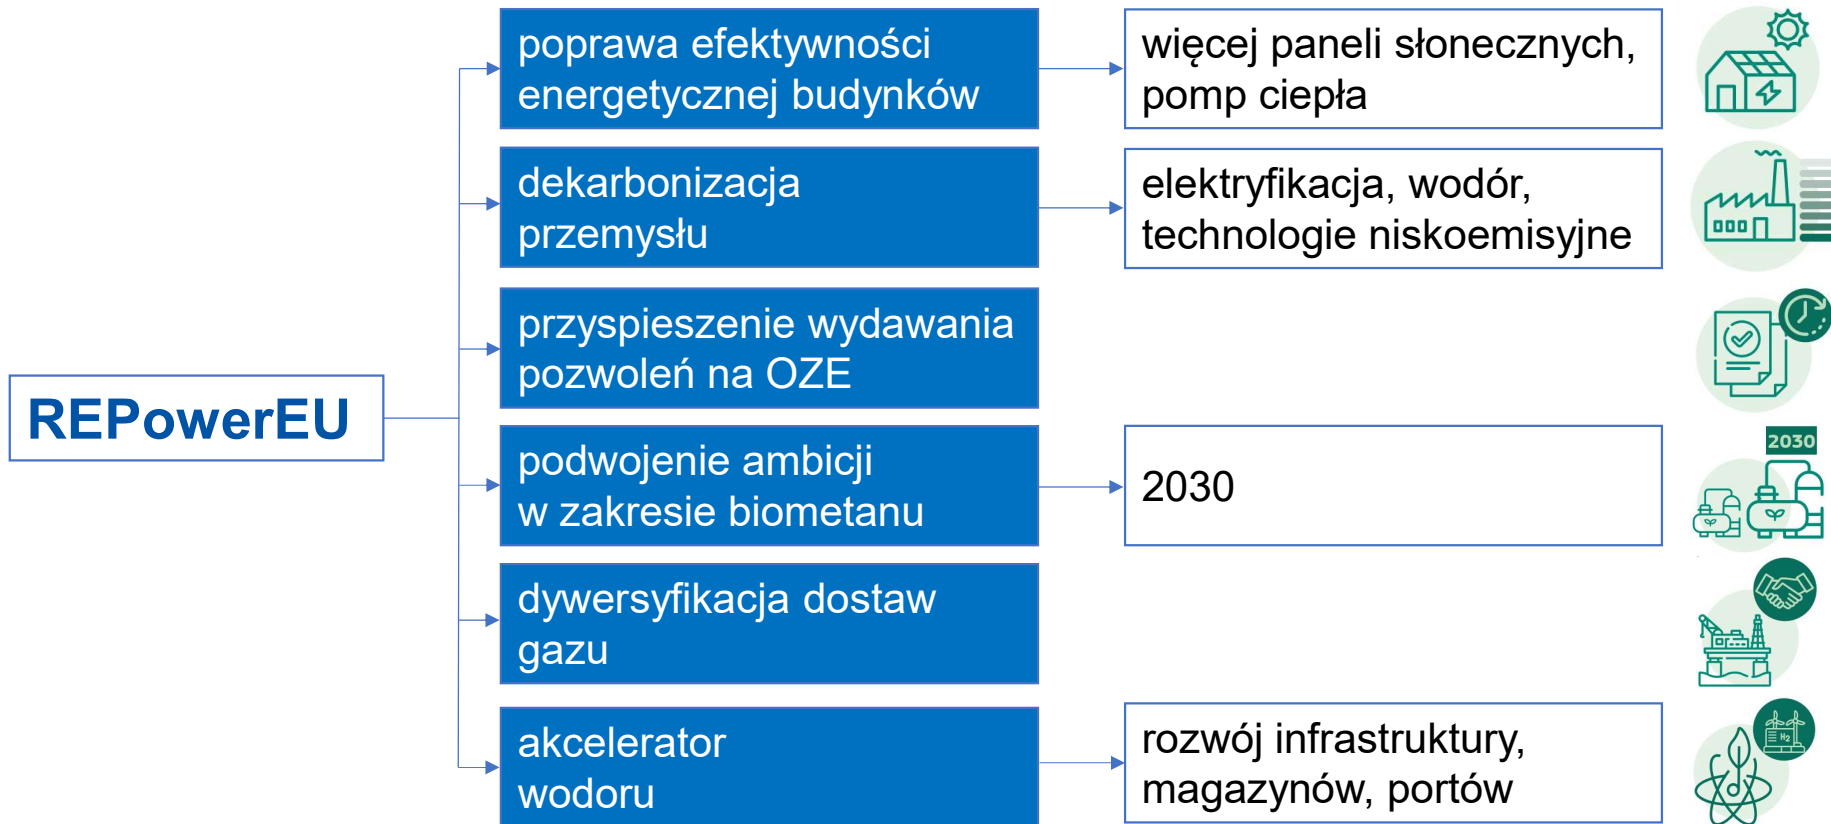 REPowerEU
poprawa efektywności
energetycznej budynków
więcej paneli słonecznych,
pomp ciepła
dekarbonizacja
przemysłu
elektryfikacja, wodór,
technologie niskoemisyjne
przyspieszenie wydawania
pozwoleń na OZE
podwojenie ambicji
w zakresie biometanu
2030
2030
dywersyfikacja dostaw
gazu
akcelerator
wodoru
rozwój infrastruktury,
magazynów, portów
H2